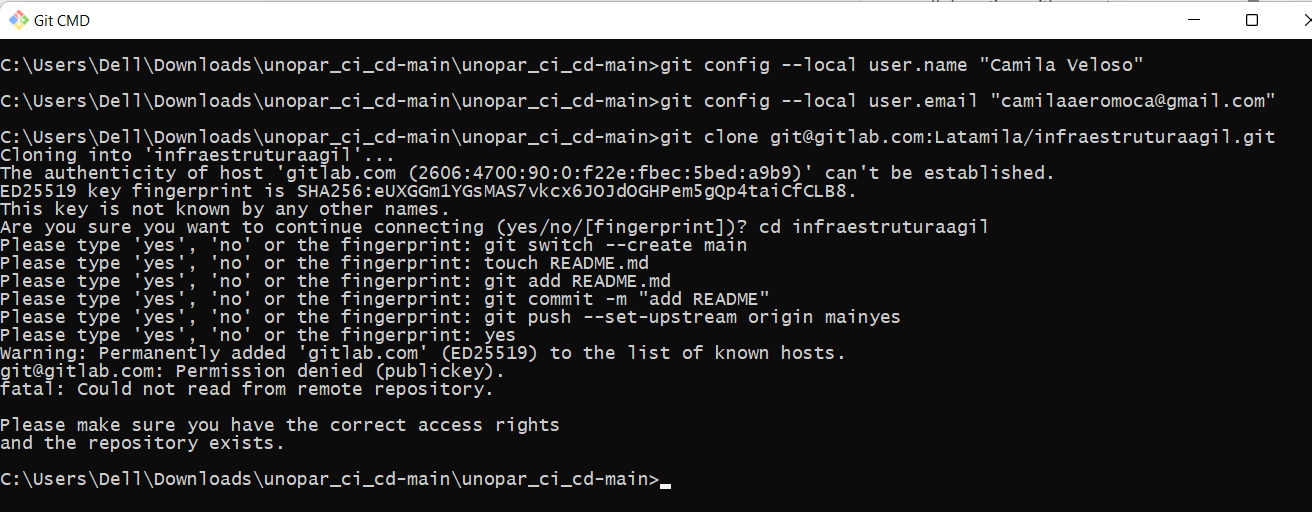 Git CMD
C:\Users\Dell\Downloads\unopar_ci_cd-main\unopar_ci_cd-main>git config --local user.name "Camila Veloso"
C:\Users\Dell\Downloads\unopar_ci_cd-main\unopar_ci_cd-main>git config --local user.email "camilaaeromoca@gmail.com"
C:\Users\Dell\Downloads\unopar_ci_cd-main\unopar_ci_cd-main>git clone git@gitlab.com:Latamila/infraestruturaagil.git
Cloning into 'infraestruturaagil'...
The authenticity of host 'gitlab.com (2606:4700:90:0:f22e:fbec:5bed:a9b9)' can't be established.
ED25519 key fingerprint is SHA256:eUXGGm1YGsMAS7vkcx6JOJdOGHPem5gQp4taiCfCLB8.
This key is not known by any other names.
Are you sure you want to continue connecting (yes/no/[fingerprint])? cd infraestruturaagil
Please type 'yes', 'no' or the fingerprint: git switch --create main
Please type 'yes', 'no' or the fingerprint: touch README.md
Please type 'yes', 'no' or the fingerprint: git add README.md
Please type 'yes', 'no' or the fingerprint: git commit -m "add README"
Please type 'yes', 'no' or the fingerprint: git push --set-upstream origin mainyes
Please type 'yes', 'no' or the fingerprint: yes
Warning: Permanently added 'gitlab.com' (ED25519) to the list of known hosts.
git@gitlab.com: Permission denied (publickey).
fatal: Could not read from remote repository.
Please make sure you have the correct access rights
and the repository exists.
C:\Users\Dell\Downloads\unopar_ci_cd-main\unopar_ci_cd-main>